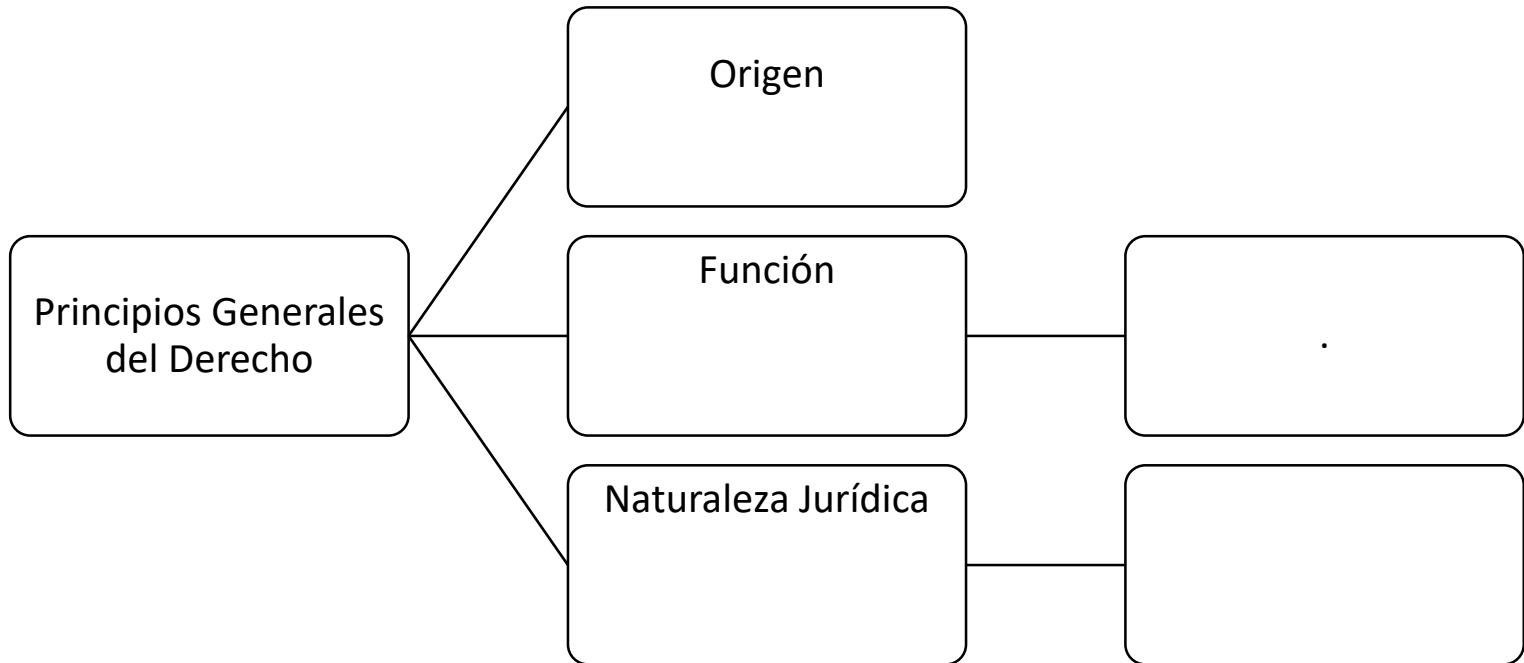 Origen
Principios Generales
del Derecho
Función
.
Naturaleza Jurídica